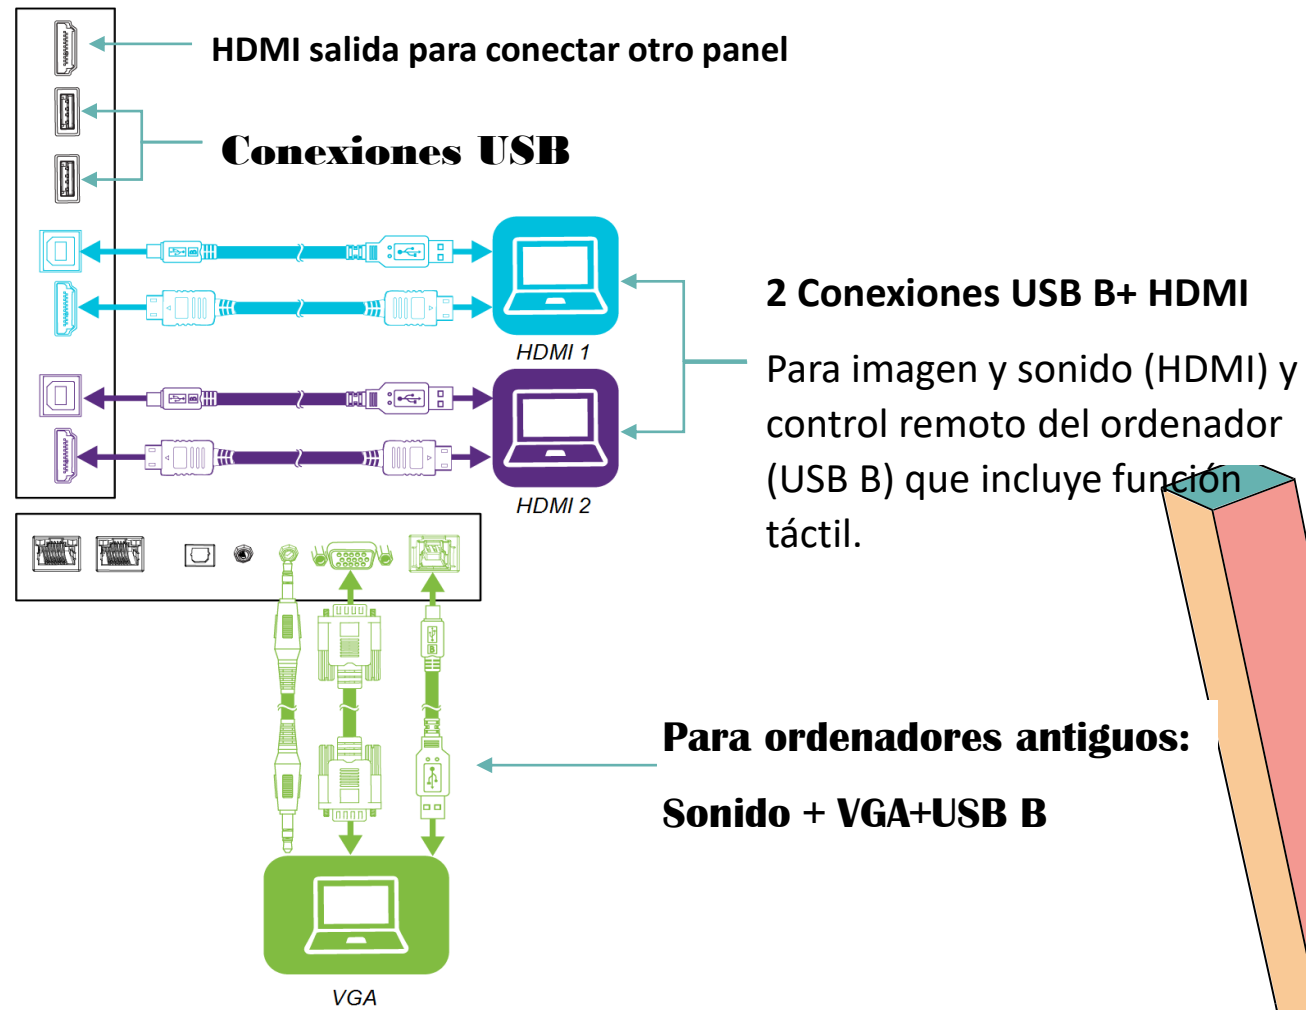 HDMI salida para conectar otro panel
Conexiones USB
HDMI 1
2 Conexiones USB B+ HDMI
Para imagen y sonido (HDMI) y
control remoto del ordenador
(USB B) que incluye función
táctil.
HDMI 2
Para ordenadores antiguos:
Sonido + VGA+USB B
VGA